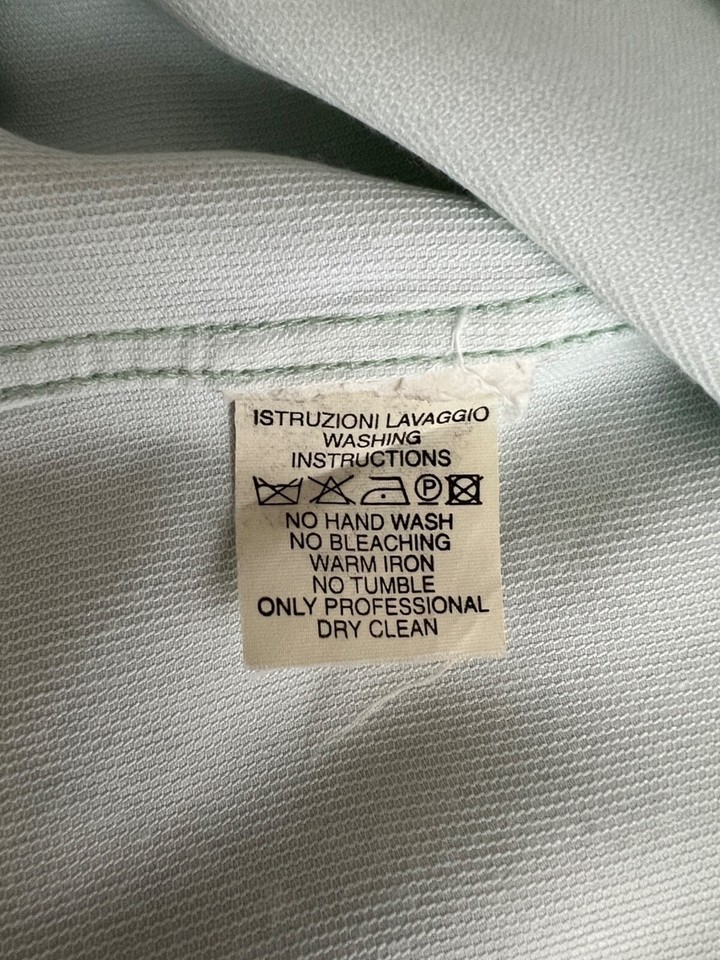 ISTRUZIONI LAVAGGIO
WASHING
INSTRUCTIONS
P
NO HAND WASH
NO BLEACHING
WARM IRON
NO TUMBLE
ONLY PROFESSIONAL
DRY CLEAN